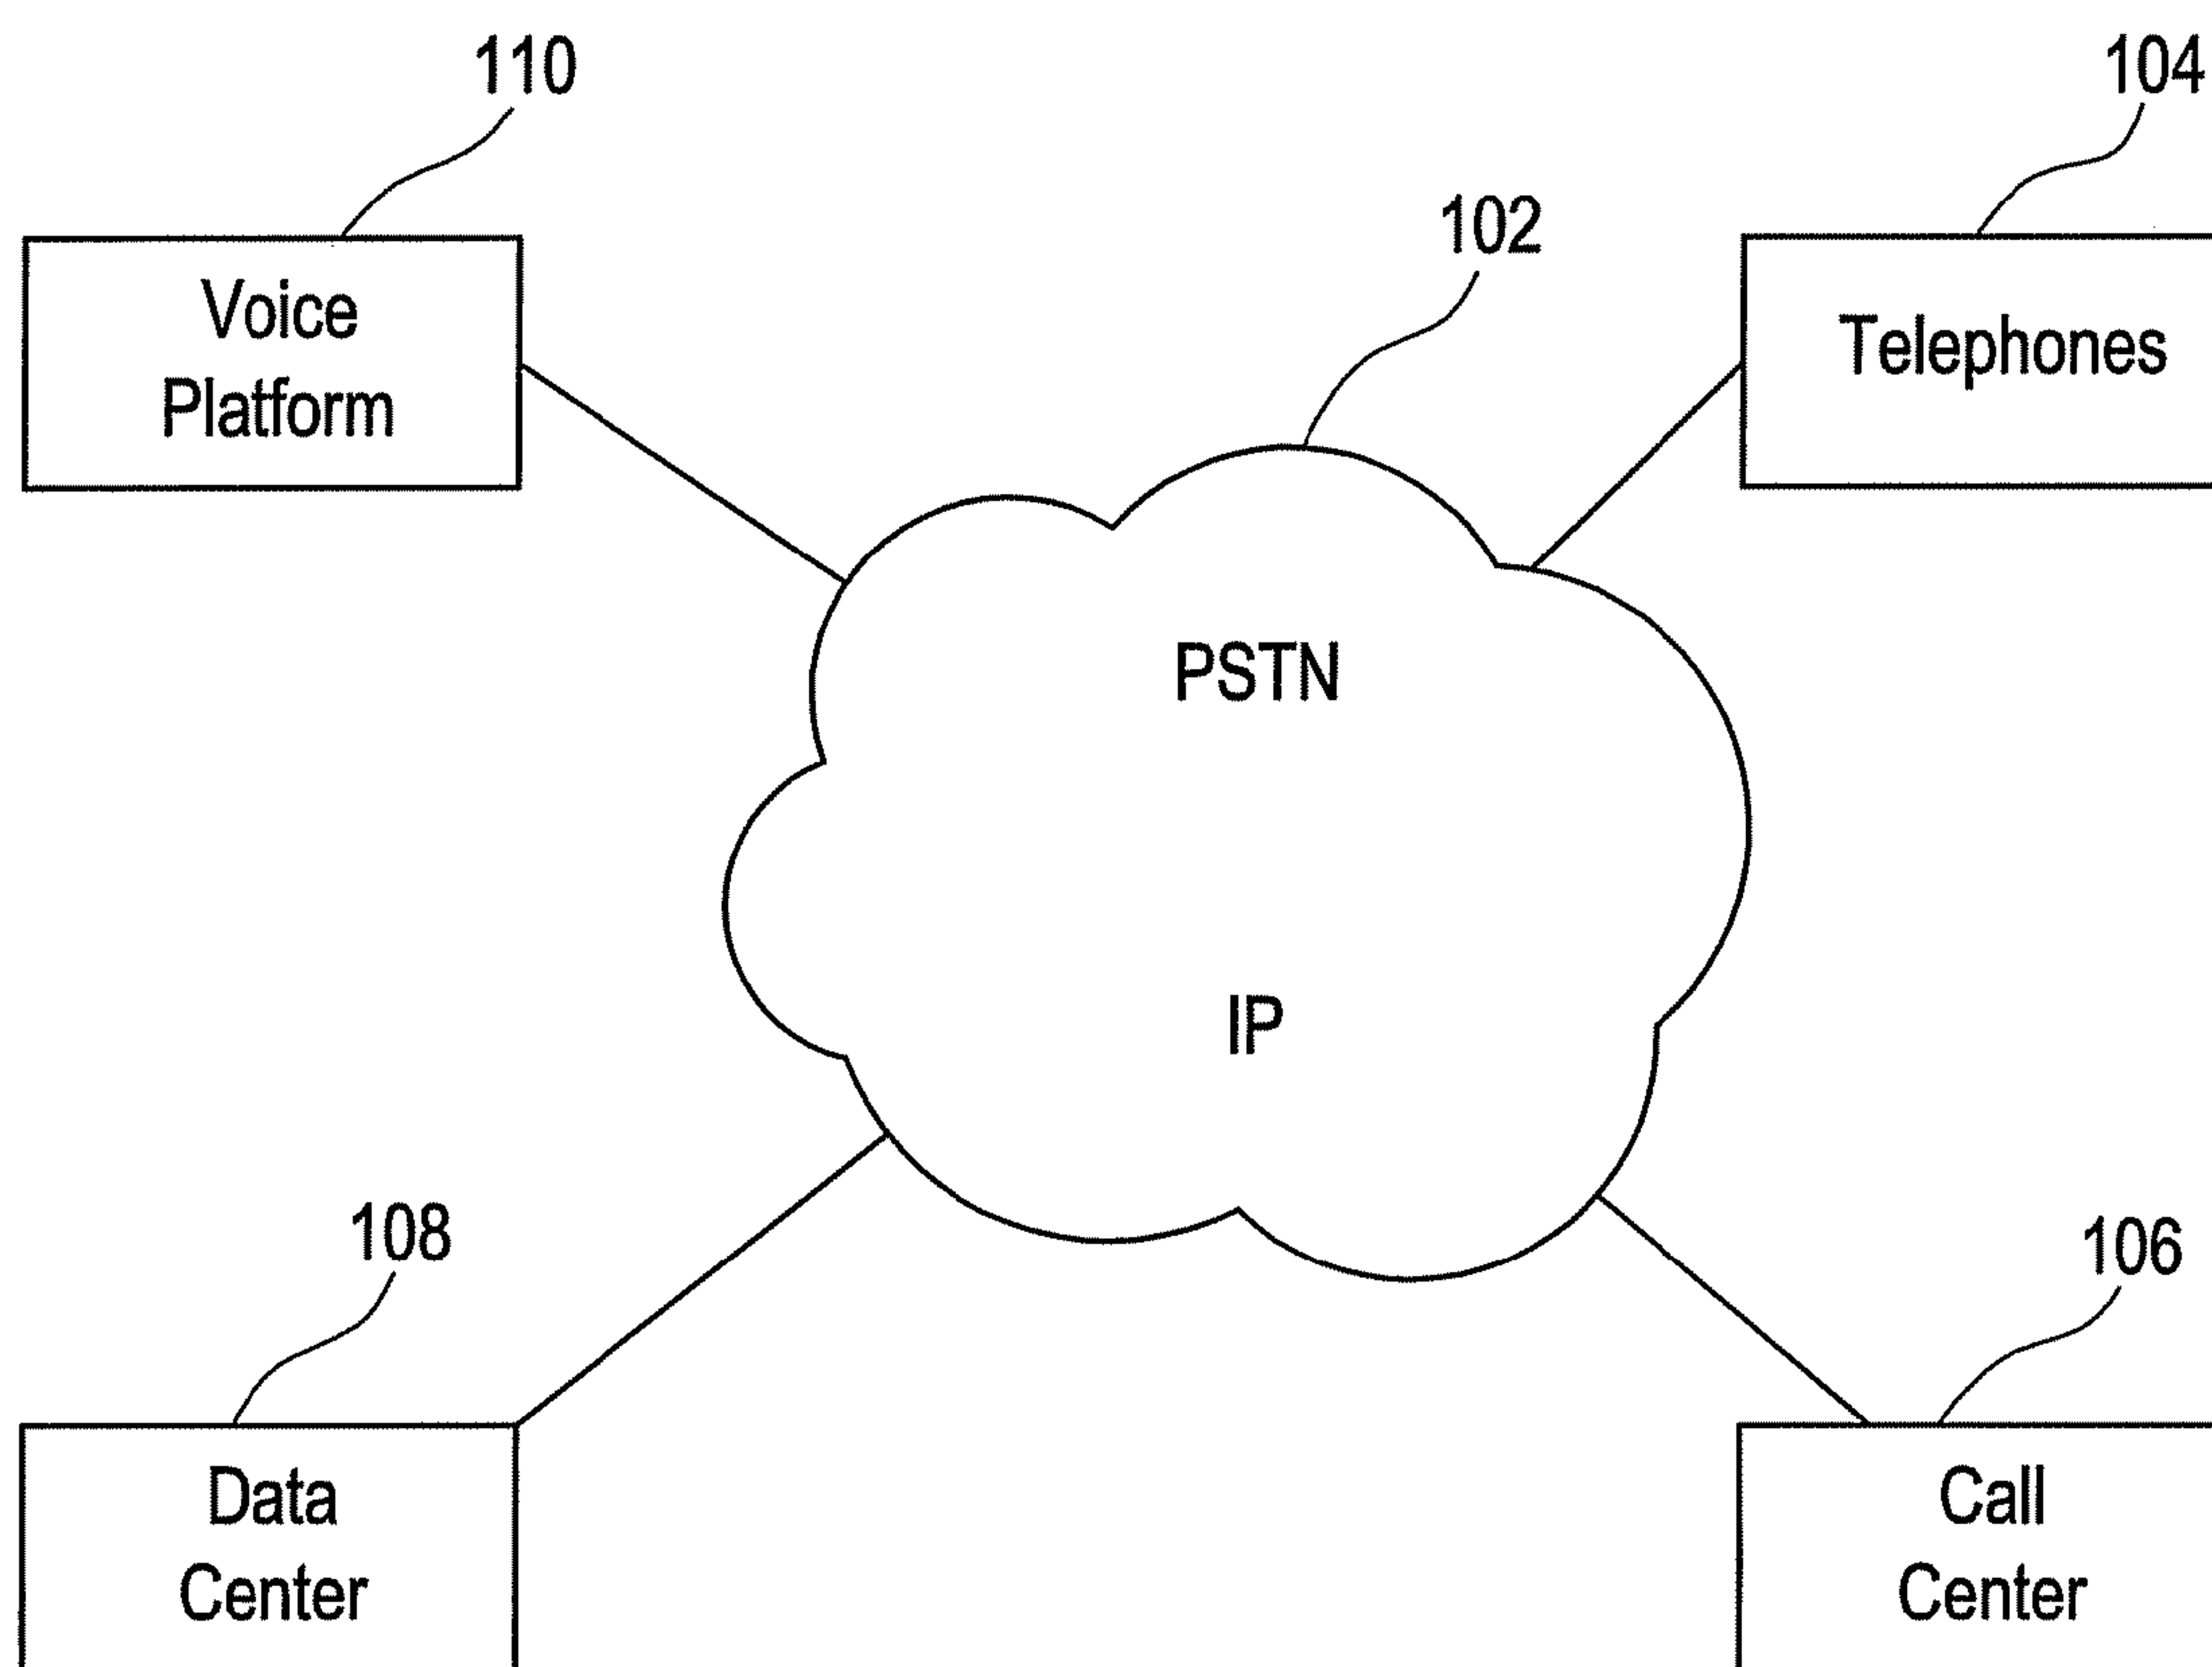 110
104
102
Voice
Platform
Telephones
PSTN
IP
108
106
Data
Center
Call
Center